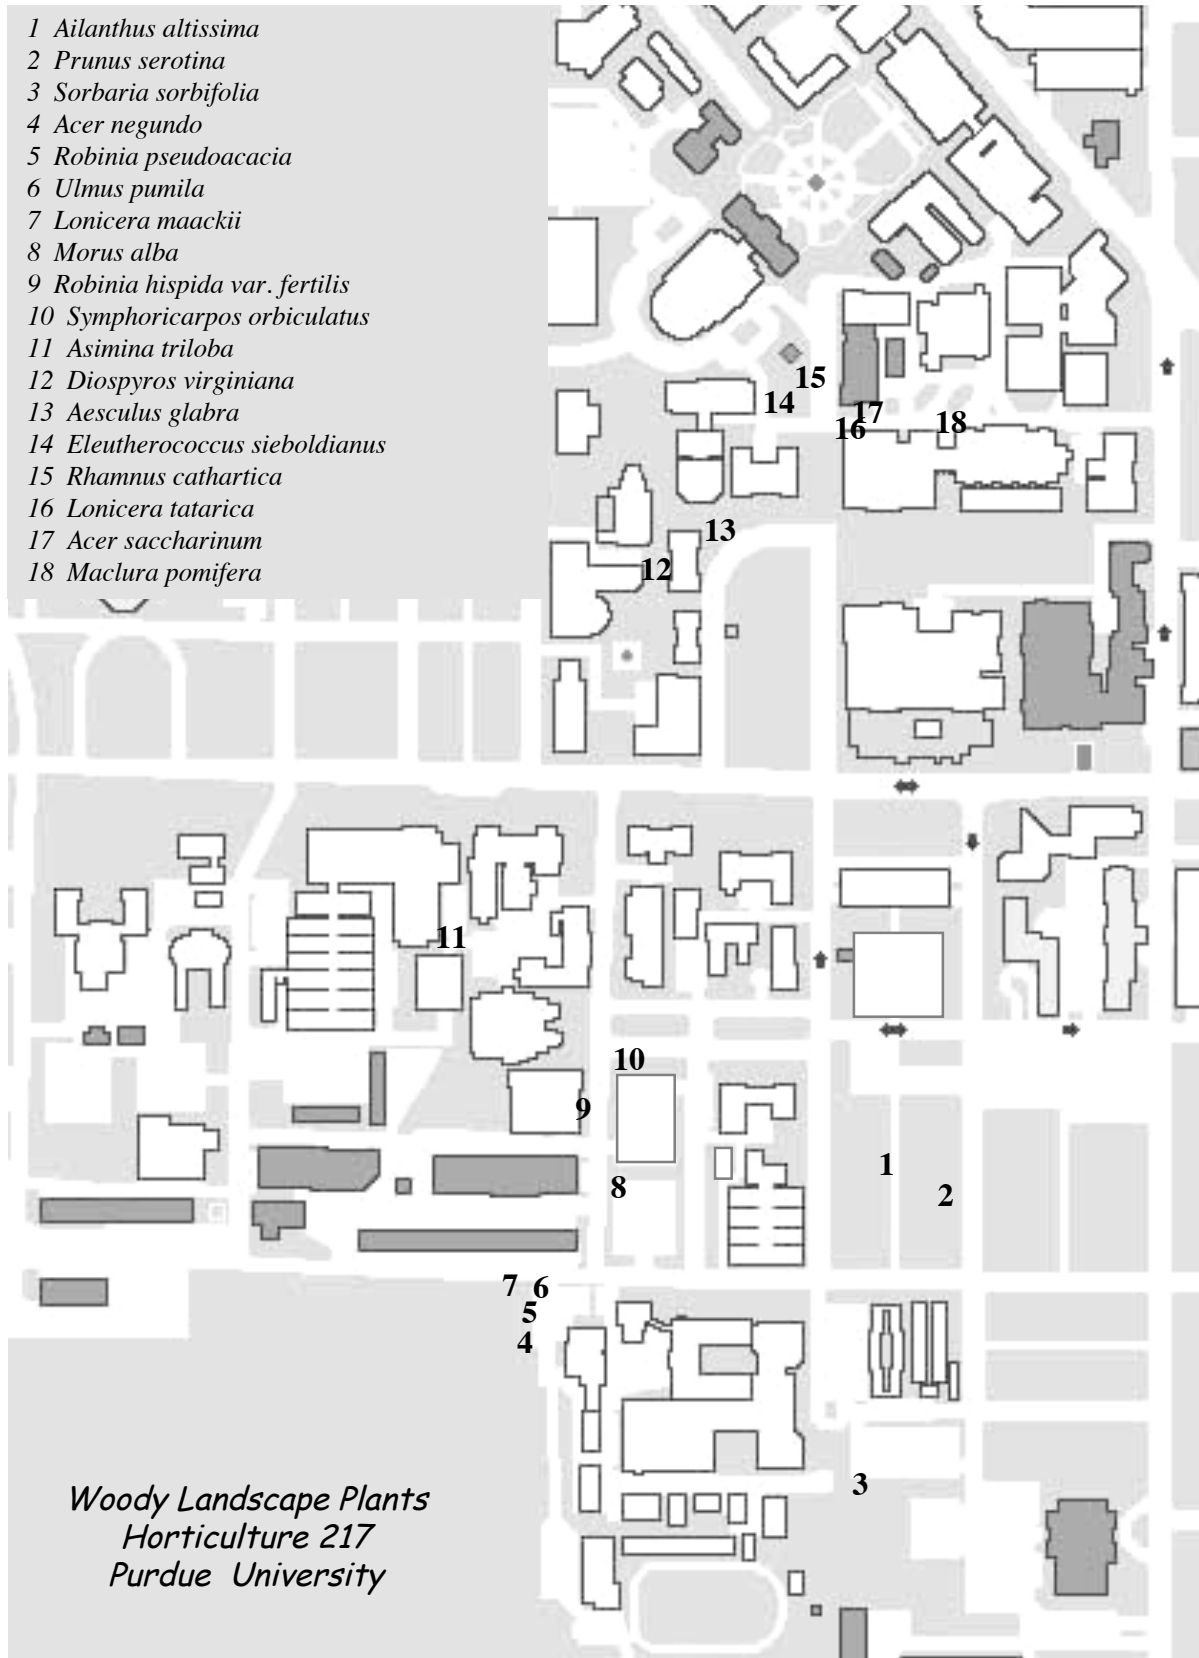 1 Ailanthus altissima
2 Prunus serotina
3 Sorbaria sorbifolia
4 Acer negundo
5 Robinia pseudoacacia
6 Ulmus pumila
7 Lonicera maackii
8 Morus alba
9 Robinia hispida var. fertilis
10 Symphoricarpos orbiculatus
11 Asimina triloba
12 Diospyros virginiana
13 Aesculus glabra
14 Eleutherococcus sieboldianus
15 Rhamnus cathartica
16 Lonicera tatarica
17 Acer saccharinum
18 Maclura pomifera
15
14
17
16
18
13
12
11
10
9
1
8
2
7
6
5
4
3
Woody Landscape Plants
Horticulture 217
Purdue University